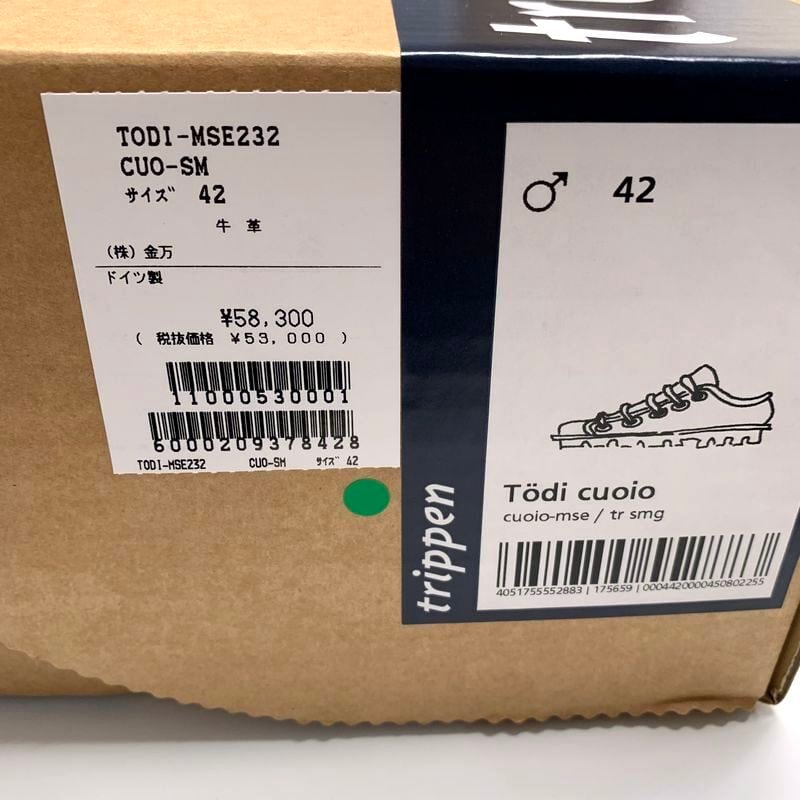 TODI-MSE232
CUO-SM
サイズ 42
牛 革
(株)金万
ドイツ製
¥58,300
( 税抜価格 ¥53,000 )
11000530001
6000209378428
TODI-MSE232 CUO-SM サイズ 42
♂ 42
Tödi cuoio
cuoio-mse / tr smg
4051755552883 | 175659 | 0004420000450802255
trippen